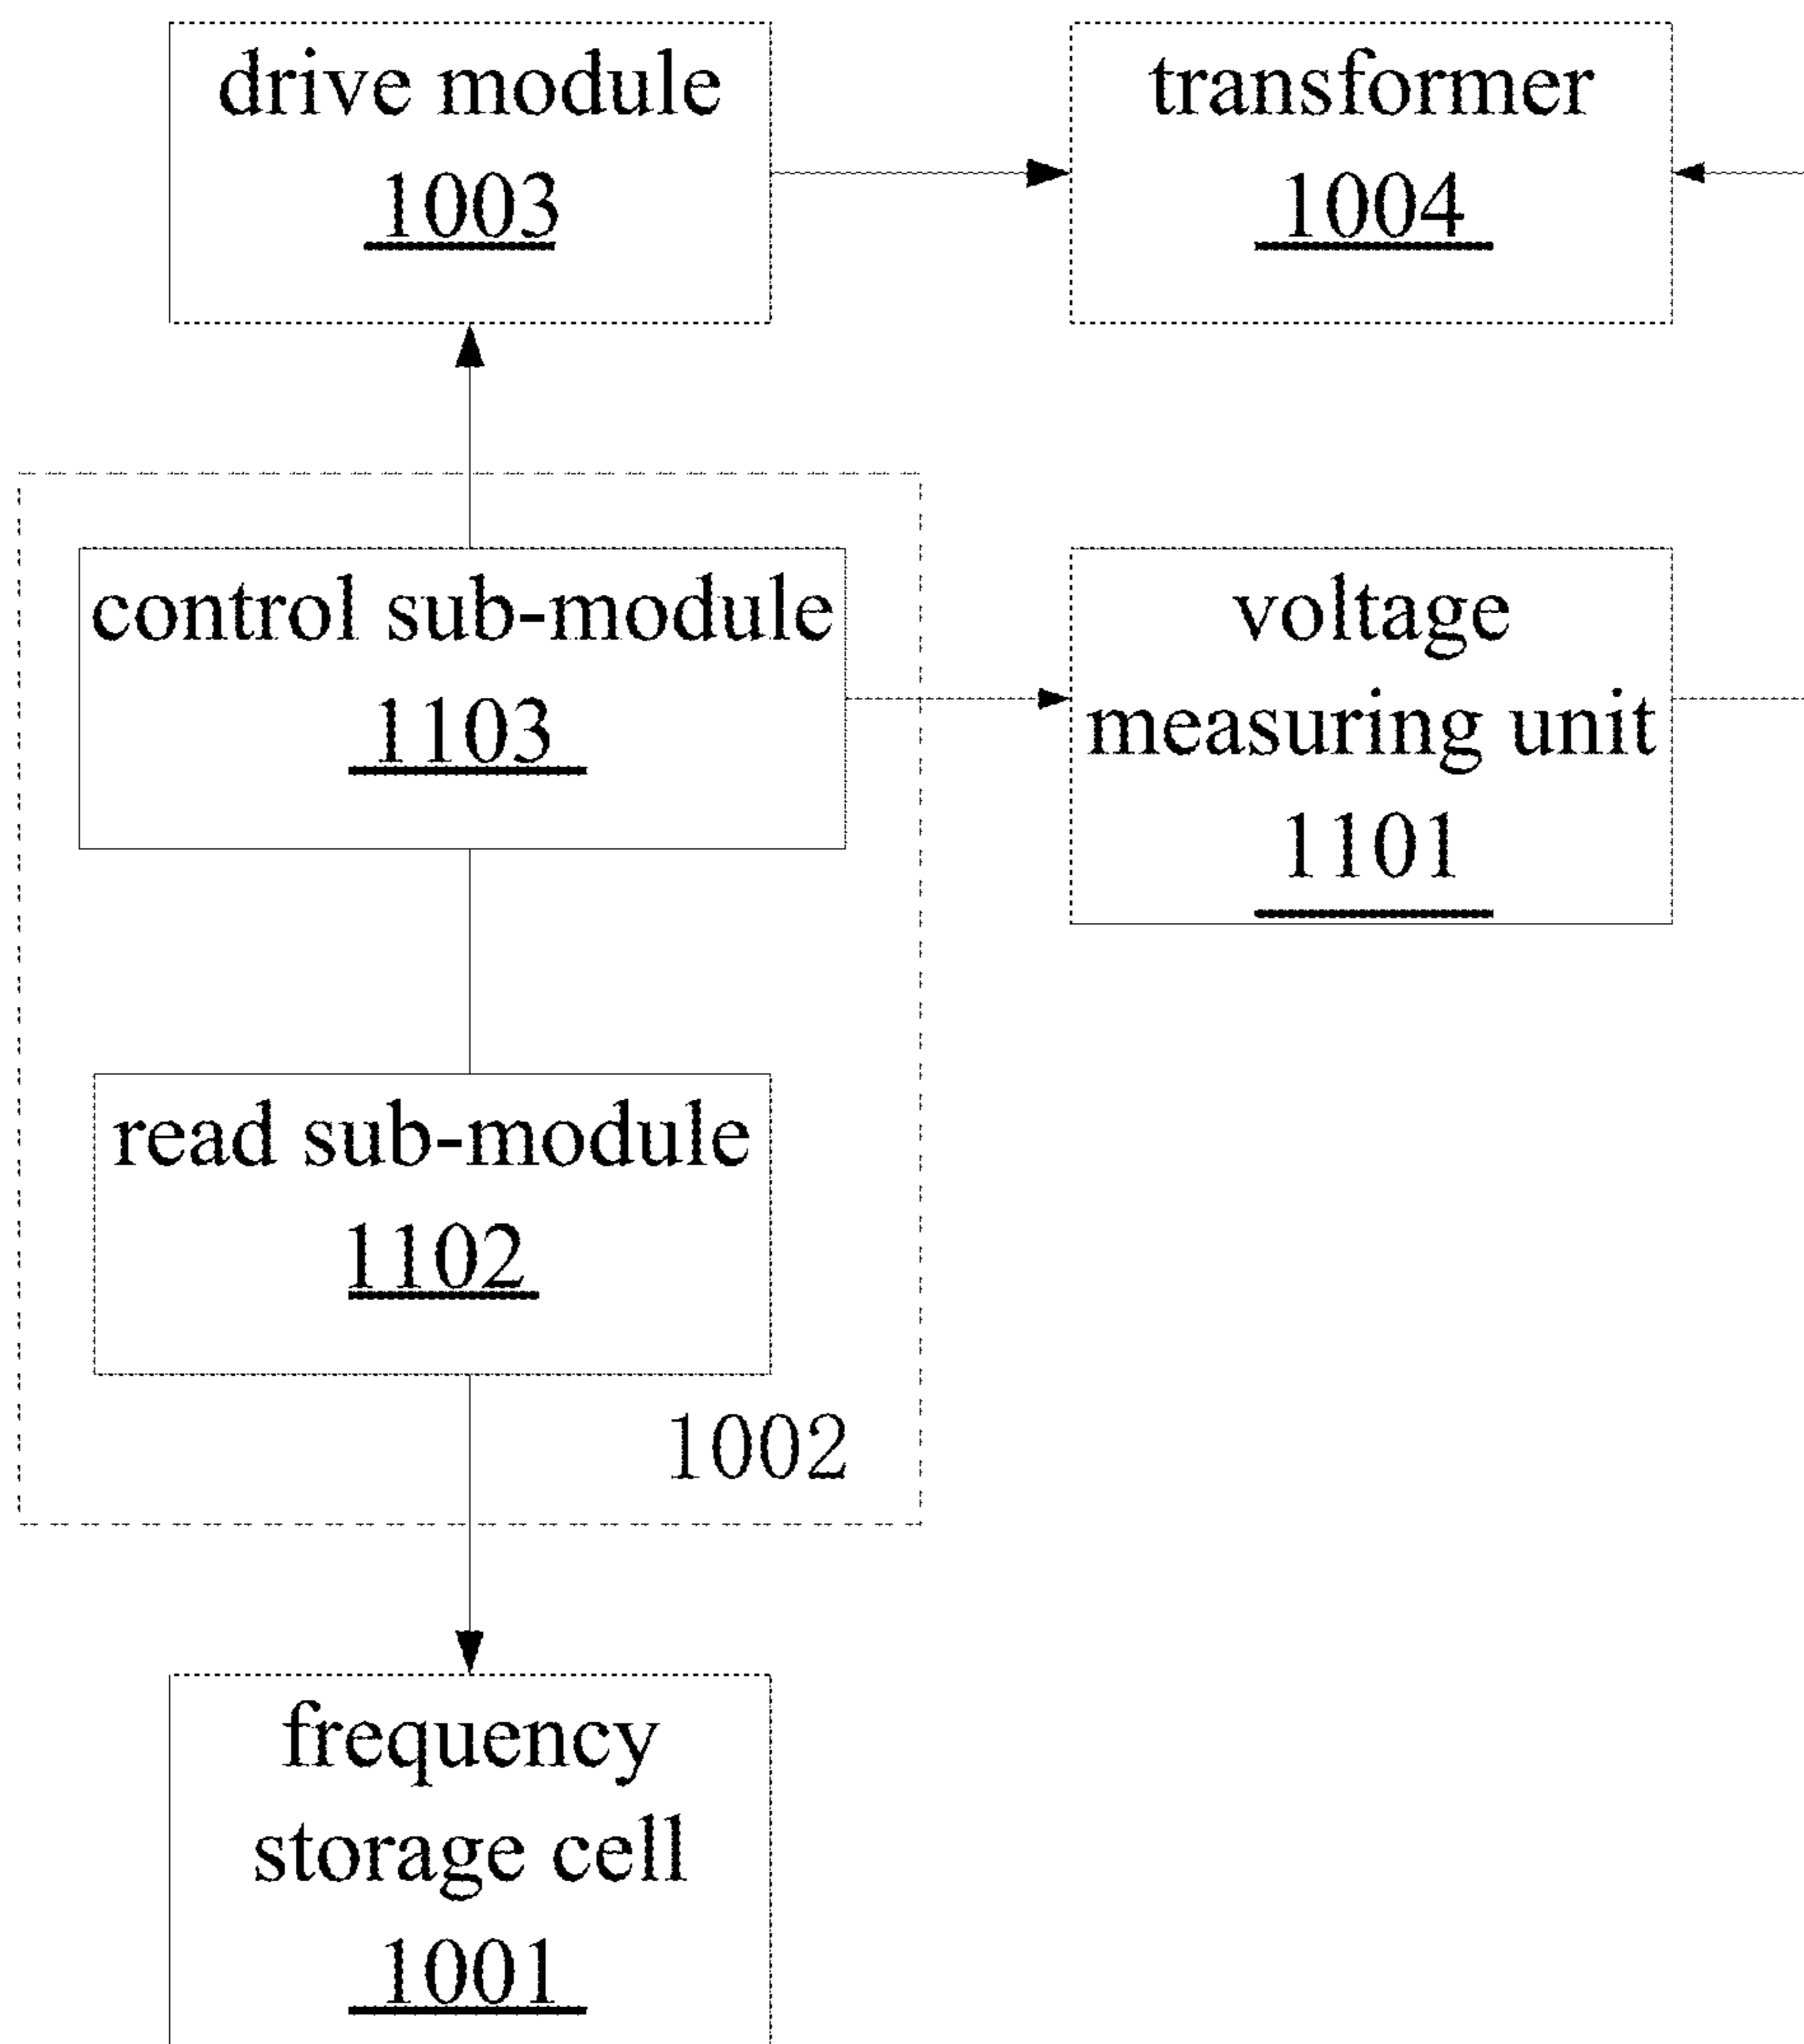 drive module
1003
transformer
1004
control sub-module
1103
voltage
measuring unit
1101
read sub-module
1102
1002
frequency
storage cell
1001